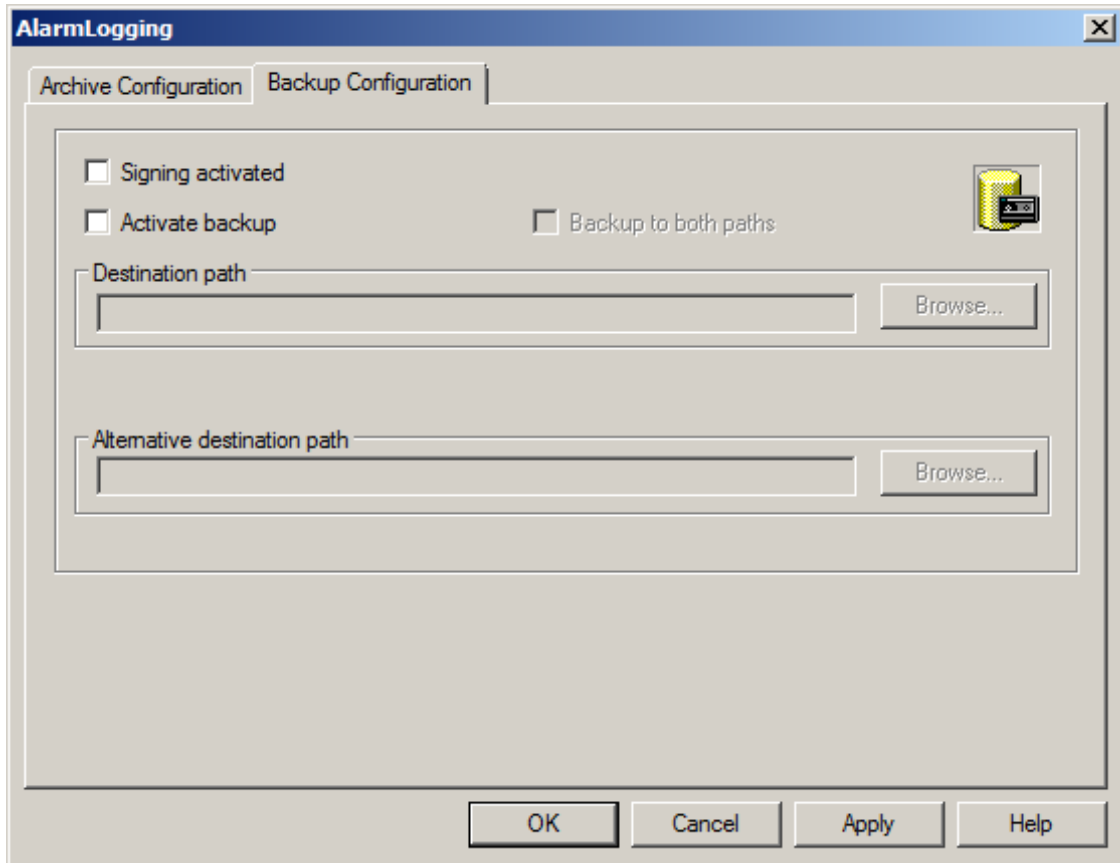 AlarmLogging
Archive Configuration
Backup Configuration
Signing activated
Activate backup
Backup to both paths
Destination path
Browse...
Alternative destination path
Browse...
OK
Cancel
Apply
Help